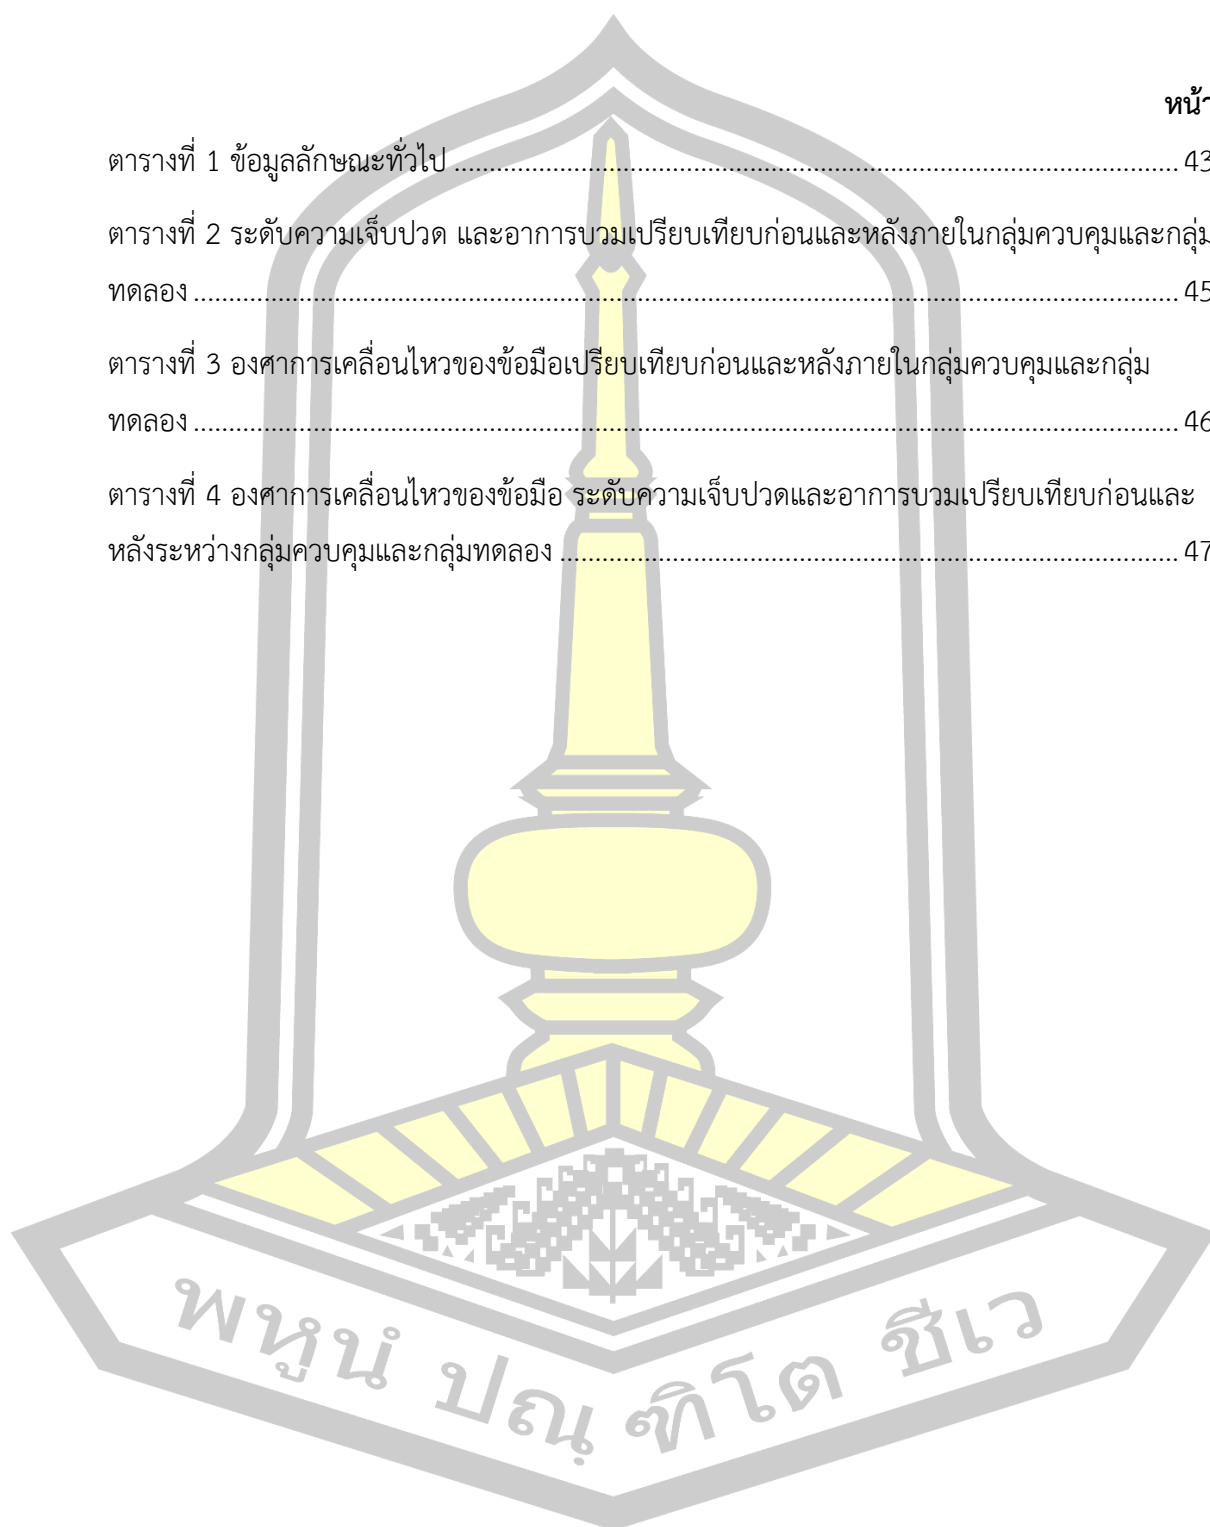 หน้า
ตารางที่ 1 ข้อมูลลักษณะทั่วไป ........................................................................................................ 43
ตารางที่ 2 ระดับความเจ็บปวด และอาการบวมเปรียบเทียบก่อนและหลังภายในกลุ่มควบคุมและกลุ่ม
ทดลอง ............................................................................................................................................. 45
ตารางที่ 3 องศาการเคลื่อนไหวของข้อมือเปรียบเทียบก่อนและหลังภายในกลุ่มควบคุมและกลุ่ม
ทดลอง ............................................................................................................................................. 46
ตารางที่ 4 องศาการเคลื่อนไหวของข้อมือ ระดับความเจ็บปวดและอาการบวมเปรียบเทียบก่อนและ
หลังระหว่างกลุ่มควบคุมและกลุ่มทดลอง ......................................................................................... 47
พหูนํ ปณฺฑิโต ชีเว